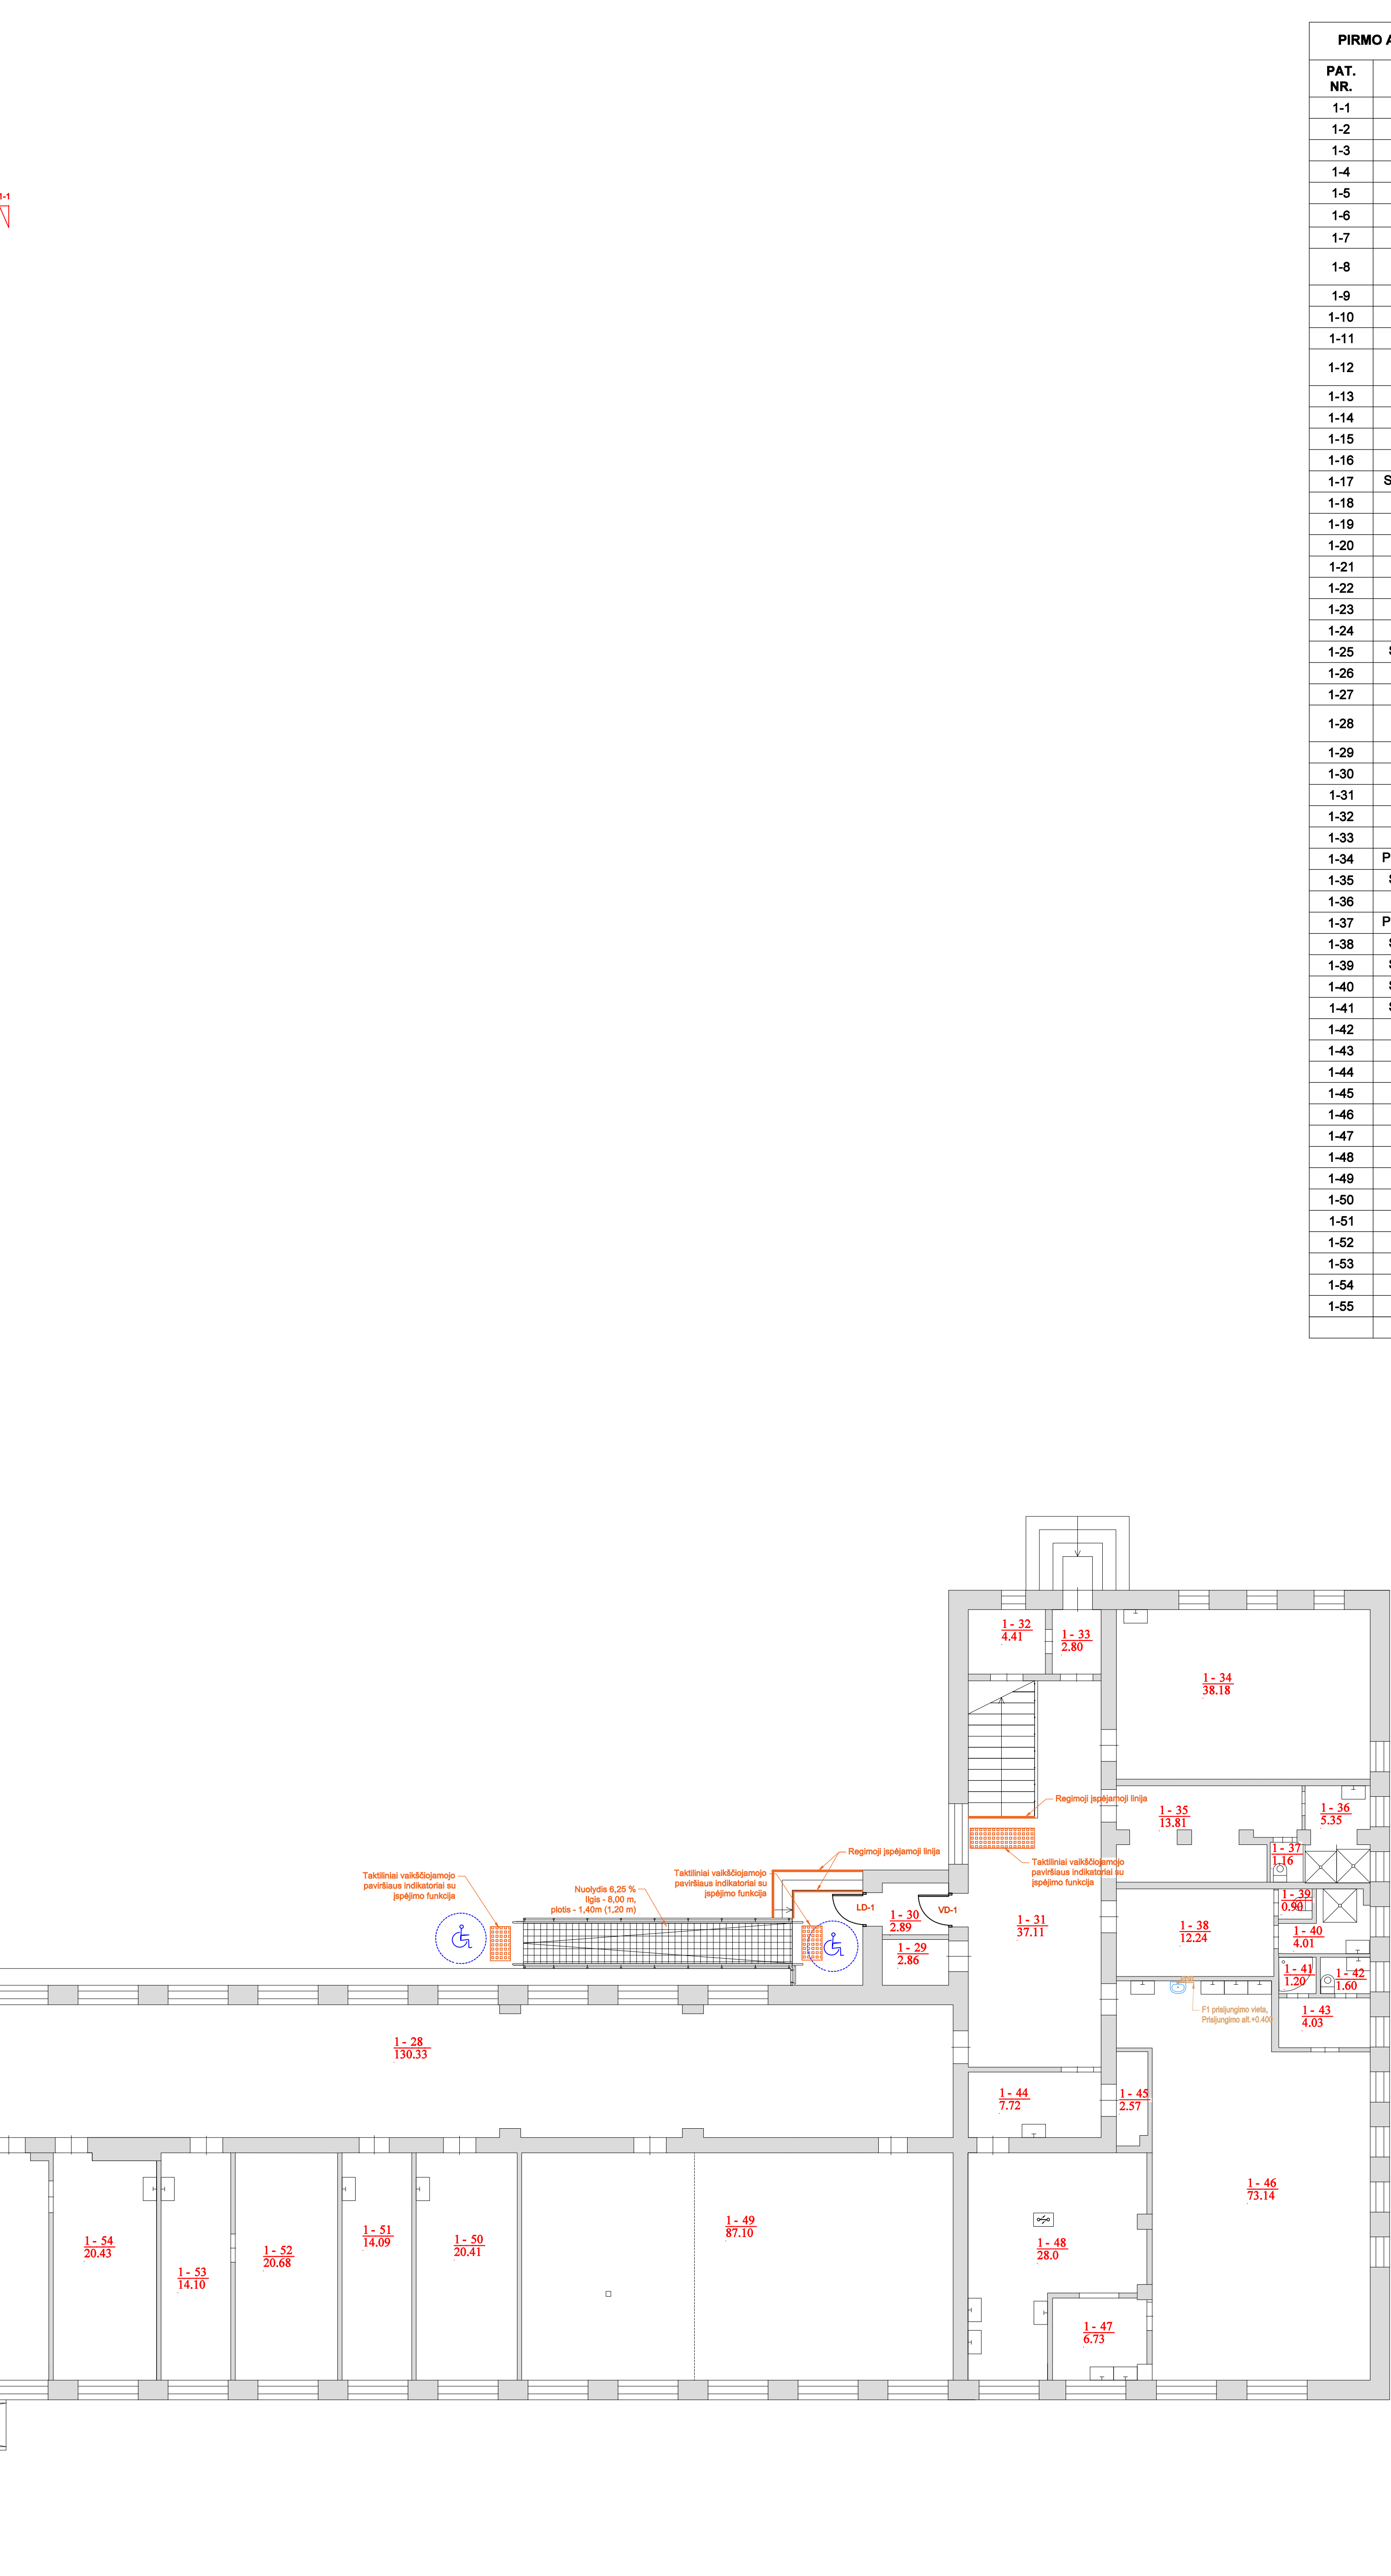 1-1
PIRMO A
PAT.
NR.
1-1
1-2
1-3
1-4
1-5
1-6
1-7
1-8
1-9
1-10
1-11
1-12
1-13
1-14
1-15
1-16
1-17 S
1-18
1-19
1-20
1-21
1-22
1-23
1-24
1-25 S
1-26
1-27
1-28
1-29
1-30
1-31
1-32
1-33
1-34 P
1-35 S
1-36
1-37 P
1-38 S
1-39 S
1-40 S
1-41 S
1-42
1-43
1-44
1-45
1-46
1-47
1-48
1-49
1-50
1-51
1-52
1-53
1-54
1-55
1 - 32
4.41
1 - 33
2.80
1 - 34
38.18
Regimoji įspėjamoji linija
1 - 35
13.81
1 - 36
5.35
1 - 37
1.16
Taktiliniai vaikščiojamojo
paviršiaus indikatoriai su
įspėjimo funkcija
Regimoji įspėjamoji linija
Taktiliniai vaikščiojamojo
paviršiaus indikatoriai su
įspėjimo funkcija
Taktiliniai vaikščiojamojo
paviršiaus indikatoriai su
įspėjimo funkcija
Nuolydis 6,25 %
Ilgis - 8,00 m,
plotis - 1,40m (1,20 m)
LD-1
1 - 30
2.89
VD-1
1 - 31
37.11
1 - 38
12.24
1 - 39
0.90
1 - 40
4.01
1 - 29
2.86
1 - 41
1.20
1 - 42
1.60
F1 prisijungimo vieta,
Prisijungimo alt.+0.400
1 - 43
4.03
1 - 28
130.33
1 - 44
7.72
1 - 45
2.57
1 - 46
73.14
1 - 54
20.43
1 - 53
14.10
1 - 52
20.68
1 - 51
14.09
1 - 50
20.41
1 - 49
87.10
1 - 48
28.0
1 - 47
6.73